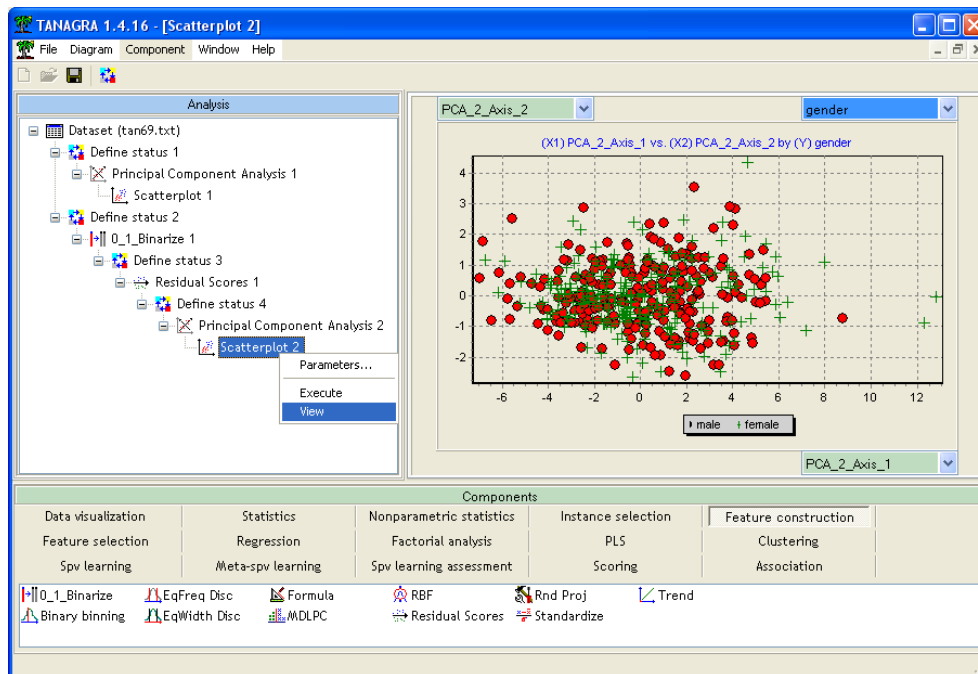 TANAGRA 1.4.16 - [Scatterplot 2]
File Diagram Component Window Help
Analysis
Dataset (tan69.txt)
Define status 1
Principal Component Analysis 1
Scatterplot 1
Define status 2
0_1_Binarize 1
Define status 3
Residual Scores 1
Define status 4
Principal Component Analysis 2
Scatterplot 2
Parameters...
Execute
View
PCA_2_Axis_2
gender
(X1) PCA_2_Axis_1 vs. (X2) PCA_2_Axis_2 by (Y) gender
4
3
2
1
0
-1
-2
-6 -4 -2 0 2 4 6 8 10 12
male female
PCA_2_Axis_1
Components
Data visualization Statistics Nonparametric statistics Instance selection Feature construction
Feature selection Regression Factorial analysis PLS Clustering
Spv learning Meta-spv learning Spv learning assessment Scoring Association
0_1_Binarize EqFreq Disc Formula RBF Rnd Proj Trend
Binary binning EqWidth Disc MDLPC Residual Scores Standardize